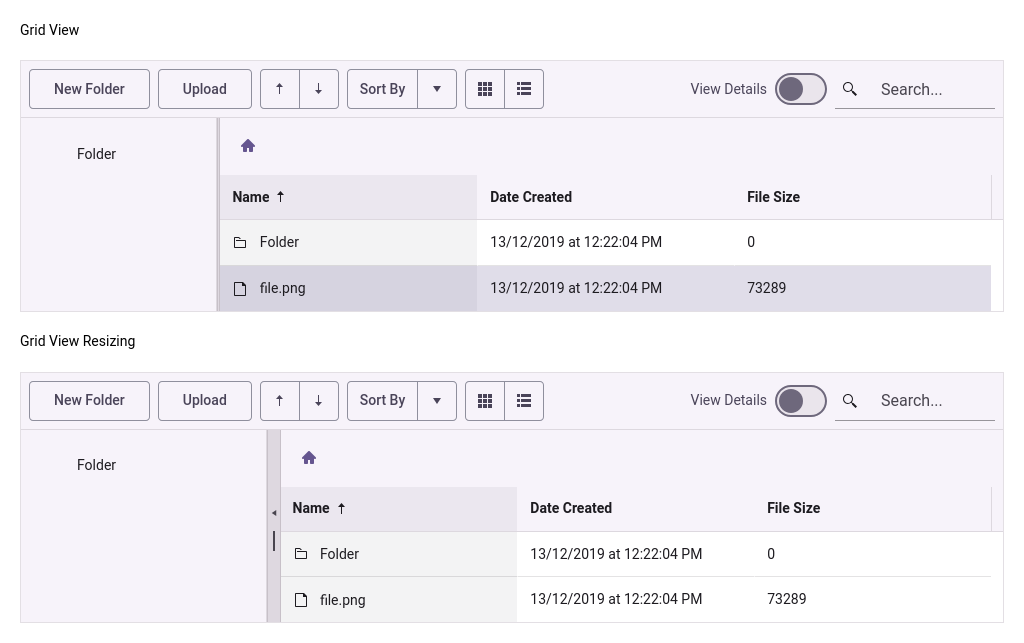 Grid View
New Folder Upload Sort By View Details Search...
Folder
Name Date Created File Size
Folder 13/12/2019 at 12:22:04 PM 0
file.png 13/12/2019 at 12:22:04 PM 73289
Grid View Resizing
New Folder Upload Sort By View Details Search...
Folder
Name Date Created File Size
Folder 13/12/2019 at 12:22:04 PM 0
file.png 13/12/2019 at 12:22:04 PM 73289